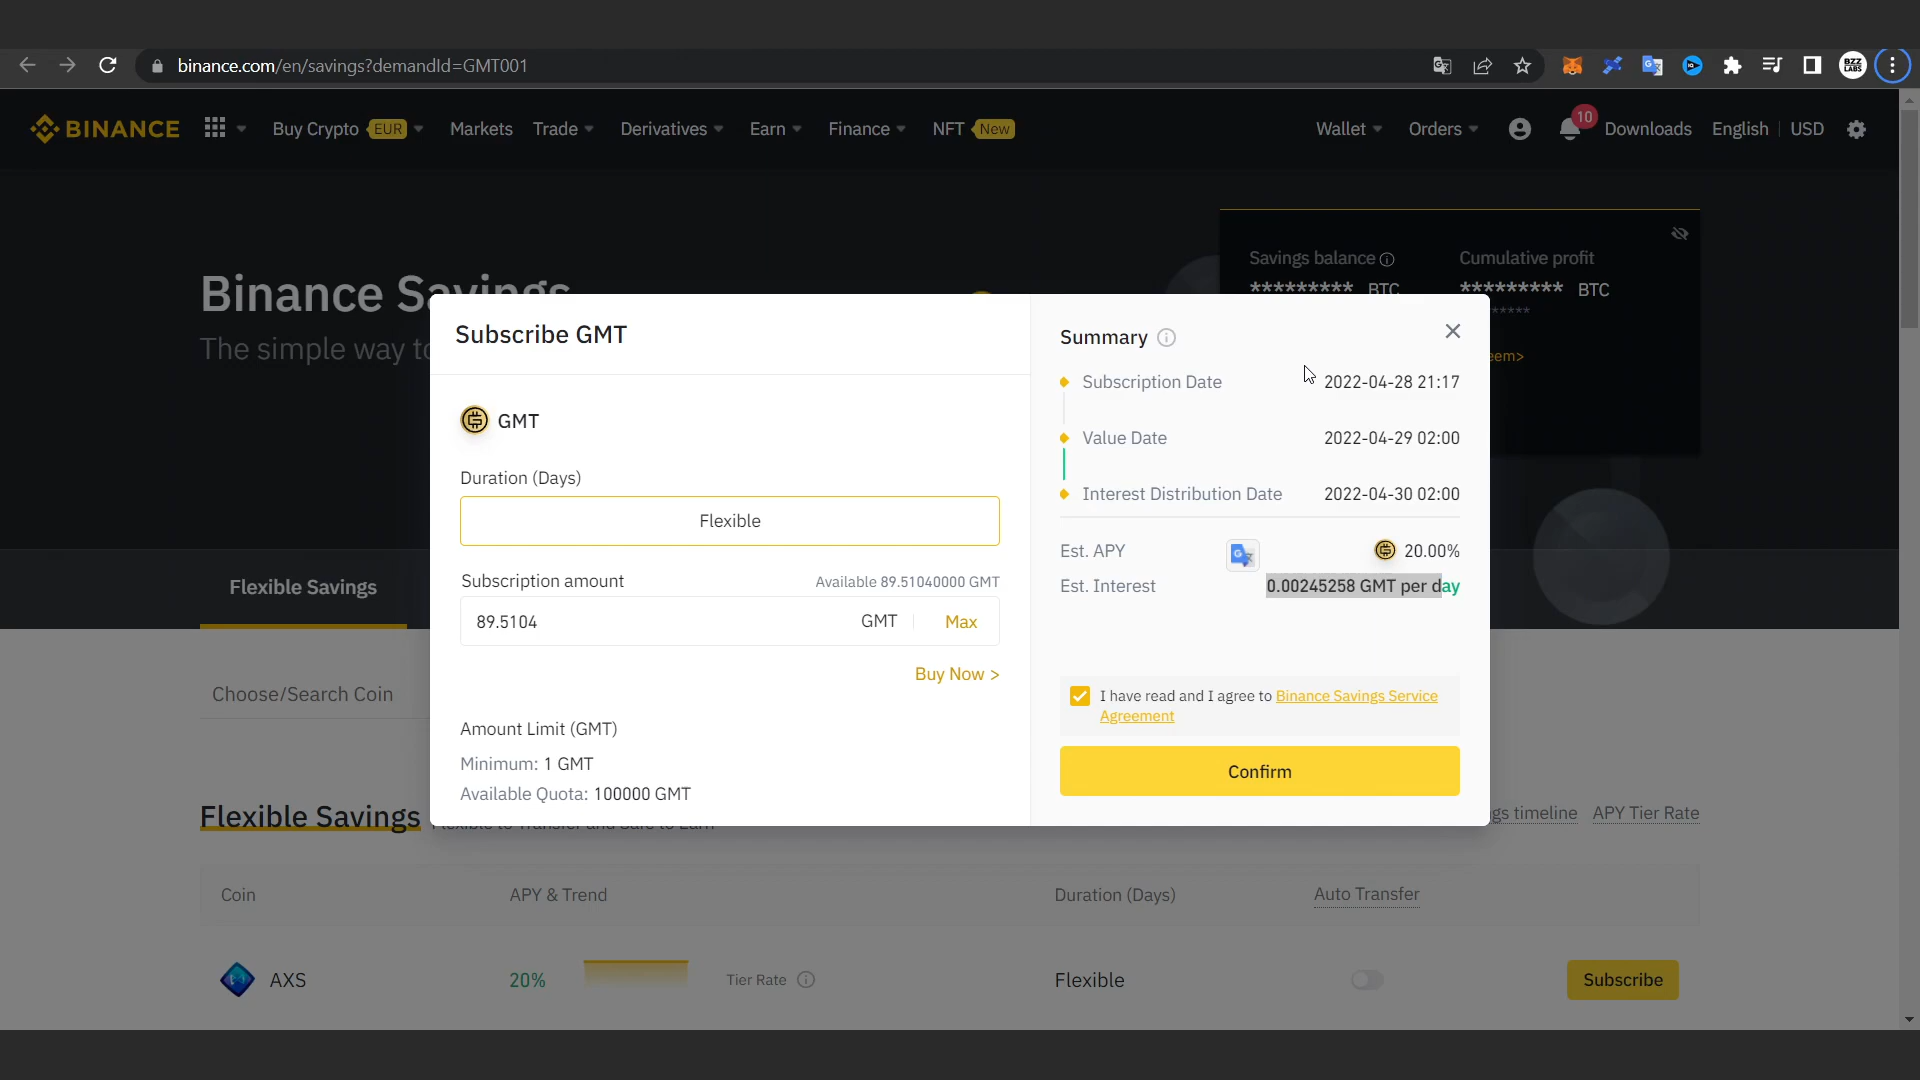 binance.com/en/savings?demandId=GMT001
BZZ LABS
BINANCE Buy Crypto EUR Markets Trade Derivatives Earn Finance NFT New Wallet Orders 10 Downloads English USD
Binance Savings
The simple way to
Savings balance Cumulative profit
********* BTC ********* BTC
Subscribe GMT
GMT
Duration (Days)
Flexible
Subscription amount Available 89.51040000 GMT
89.5104 GMT Max
Buy Now >
Amount Limit (GMT)
Minimum: 1 GMT
Available Quota: 100000 GMT
Summary
Subscription Date 2022-04-28 21:17
Value Date 2022-04-29 02:00
Interest Distribution Date 2022-04-30 02:00
Est. APY 20.00%
Est. Interest 0.00245258 GMT per day
I have read and I agree to Binance Savings Service
Agreement
Confirm
Flexible Savings
Choose/Search Coin
Flexible Savings
timeline APY Tier Rate
Coin APY & Trend Duration (Days) Auto Transfer
AXS 20% Tier Rate Flexible Subscribe